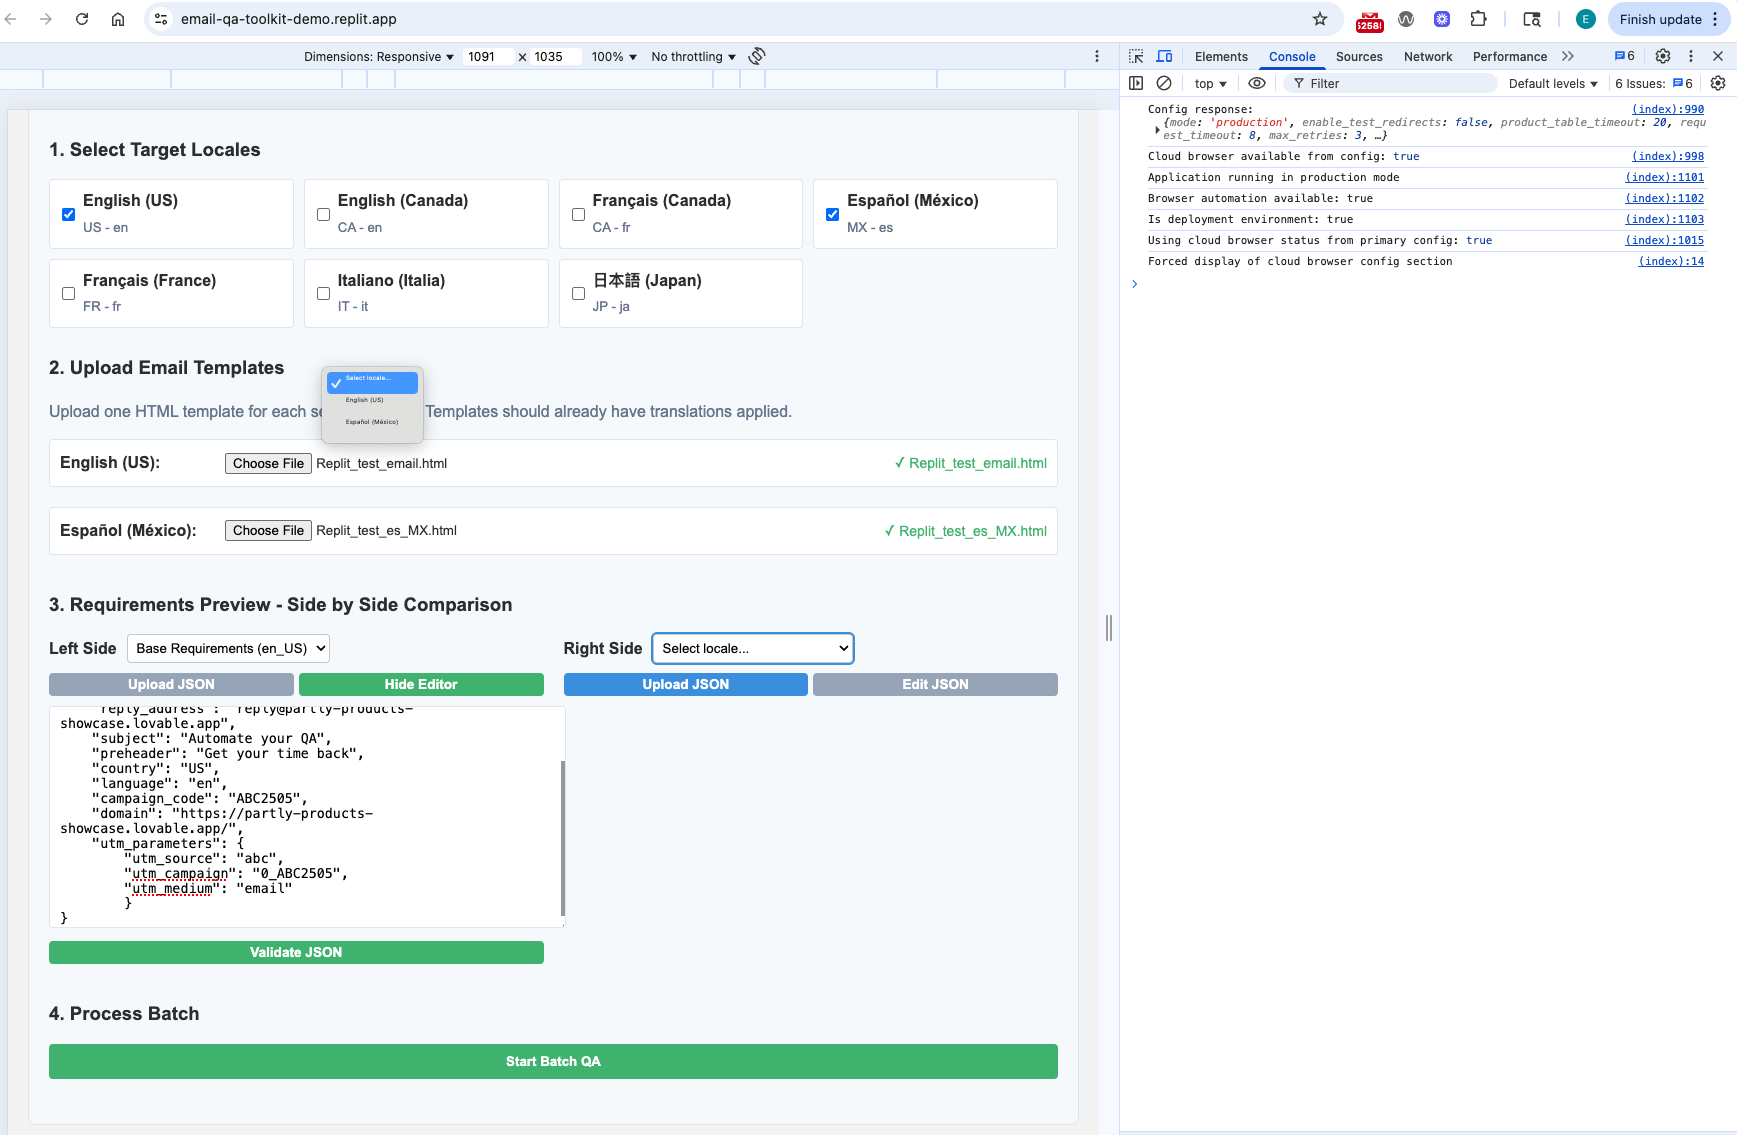 email-qa-toolkit-demo.replit.app
E
Finish update
Dimensions: Responsive
1091
x
1035
100%
No throttling
Elements
Console
Sources
Network
Performance
6
top
Filter
Default levels
6 Issues:
6
1. Select Target Locales
English (US)
US - en
English (Canada)
CA - en
Français (Canada)
CA - fr
Español (México)
MX - es
Français (France)
FR - fr
Italiano (Italia)
IT - it
日本語 (Japan)
JP - ja
2. Upload Email Templates
Select locale...
English (US)
Español (México)
Upload one HTML template for each se
Templates should already have translations applied.
English (US):
Choose File
Replit_test_email.html
✓ Replit_test_email.html
Español (México):
Choose File
Replit_test_es_MX.html
✓ Replit_test_es_MX.html
3. Requirements Preview - Side by Side Comparison
Left Side
Base Requirements (en_US)
Right Side
Select locale...
Upload JSON
Hide Editor
Upload JSON
Edit JSON
"reply_address": "reply@partly-products-
showcase.lovable.app",
"subject": "Automate your QA",
"preheader": "Get your time back",
"country": "US",
"language": "en",
"campaign_code": "ABC2505",
"domain": "https://partly-products-
showcase.lovable.app/",
"utm_parameters": {
"utm_source": "abc",
"utm_campaign": "0_ABC2505",
"utm_medium": "email"
}
}
Validate JSON
4. Process Batch
Start Batch QA
Config response:
(index):990
{mode: 'production', enable_test_redirects: false, product_table_timeout: 20, requ
est_timeout: 8, max_retries: 3, …}
Cloud browser available from config: true
(index):998
Application running in production mode
(index):1101
Browser automation available: true
(index):1102
Is deployment environment: true
(index):1103
Using cloud browser status from primary config: true
(index):1015
Forced display of cloud browser config section
(index):14